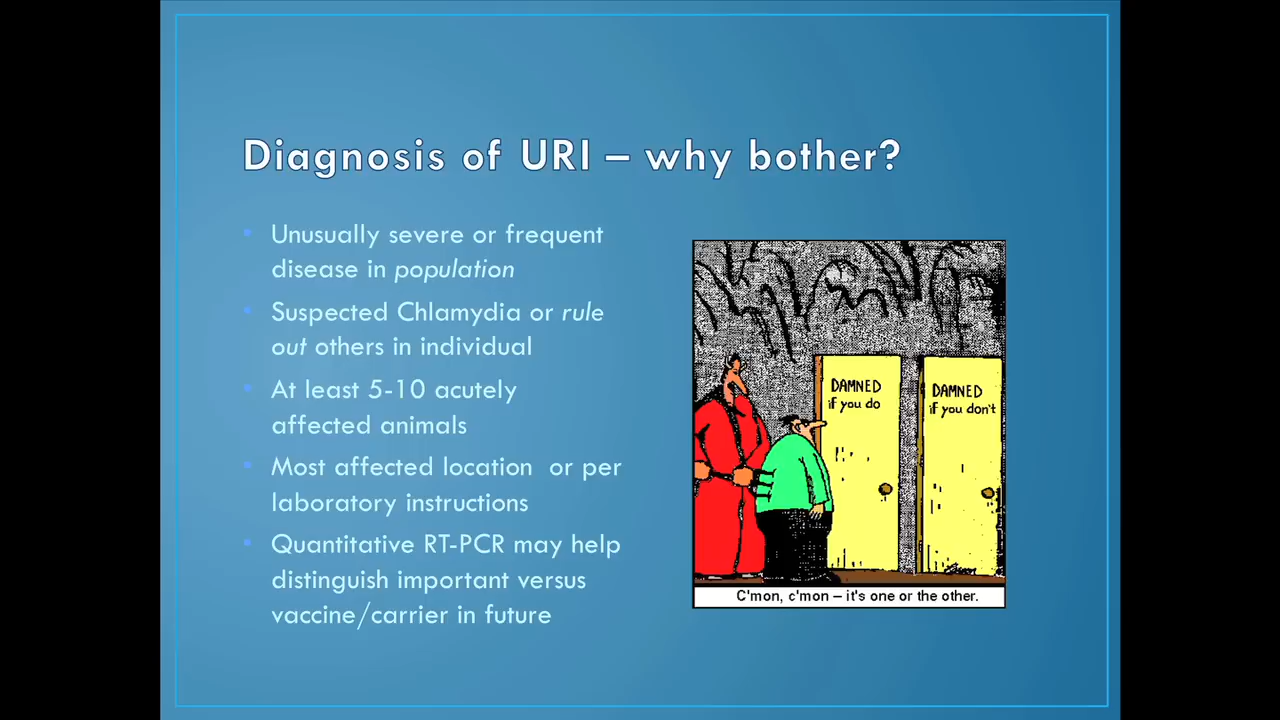 Diagnosis of URI – why bother?
Unusually severe or frequent
disease in population
Suspected Chlamydia or rule
out others in individual
At least 5-10 acutely
affected animals
Most affected location  or per
laboratory instructions
Quantitative RT-PCR may help
distinguish important versus
vaccine/carrier in future
DAMNED
if you do
DAMNED
if you don't
C'mon, c'mon – it's one or the other.